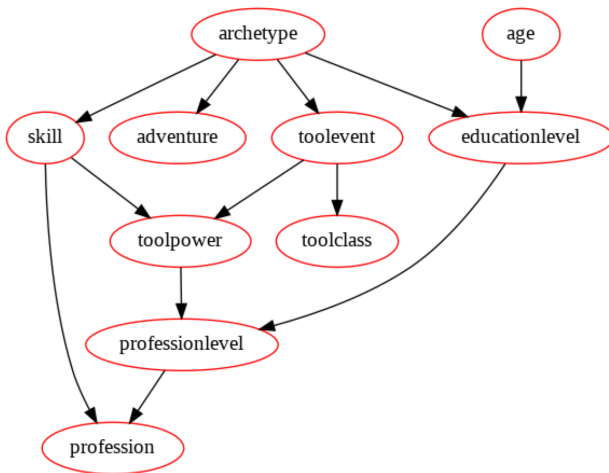 archetype
age
skill
adventure
toolevent
educationlevel
toolpower
toolclass
professionlevel
profession